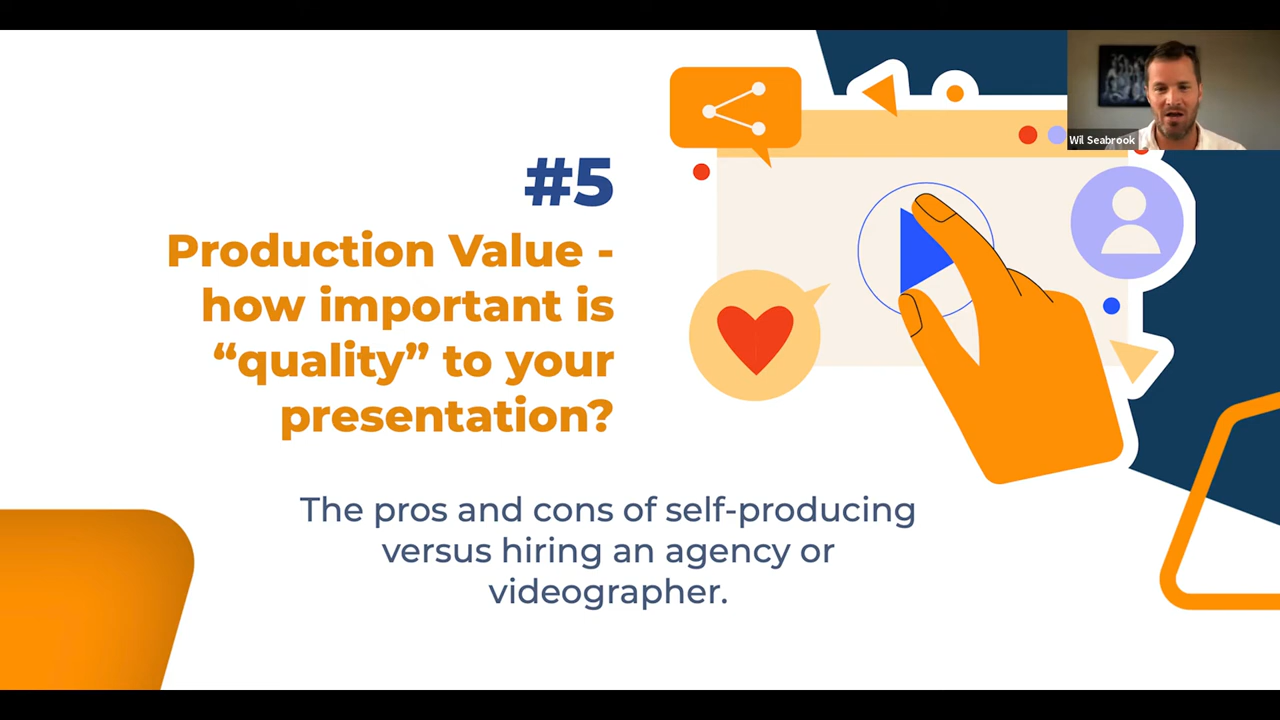 #5
Production Value -
how important is
“quality” to your
presentation?
The pros and cons of self-producing
versus hiring an agency or
videographer.
Wil Seabrook